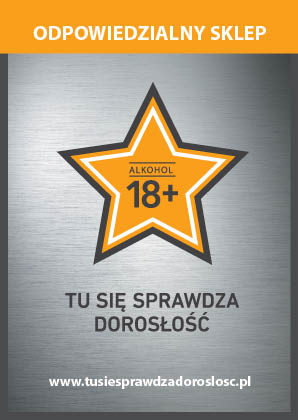 ODPOWIEDZIALNY SKLEP
ALKOHOL
18+
TU SIĘ SPRAWDZA
DOROSŁOŚĆ
www.tusiesprawdzadoroslosc.pl